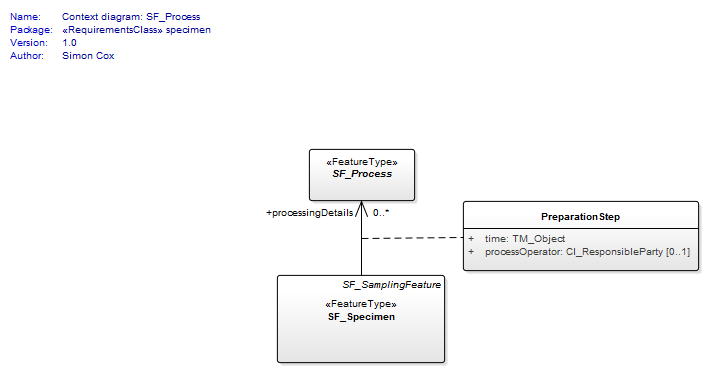 Name: Context diagram: SF_Process
Package: «RequirementsClass» specimen
Version: 1.0
Author: Simon Cox
«FeatureType»
SF_Process
+processingDetails 0..*
PreparationStep
+ time: TM_Object
+ processOperator: CI_ResponsibleParty [0..1]
SF_SamplingFeature
«FeatureType»
SF_Specimen